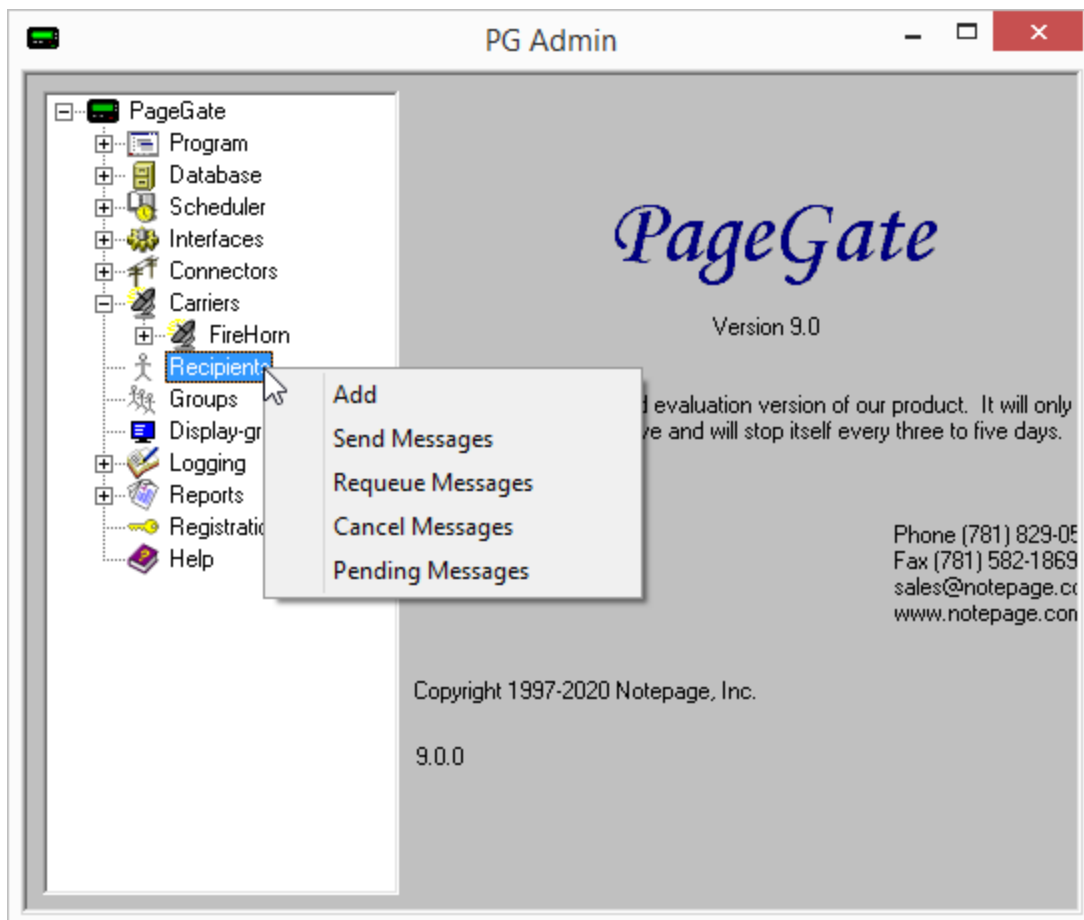 PG Admin
PageGate
Program
Database
Scheduler
Interfaces
Connectors
Carriers
FireHorn
Recipients
Groups
Logging
Reports
Help
Add
Send Messages
Requeue Messages
Cancel Messages
Pending Messages
PageGate
Version 9.0
evaluation version of our product. It will only
and will stop itself every three to five days.
Phone (781)
Fax (781) 582-1869
Copyright 1997-2020 Notepage, Inc.
9.0.0